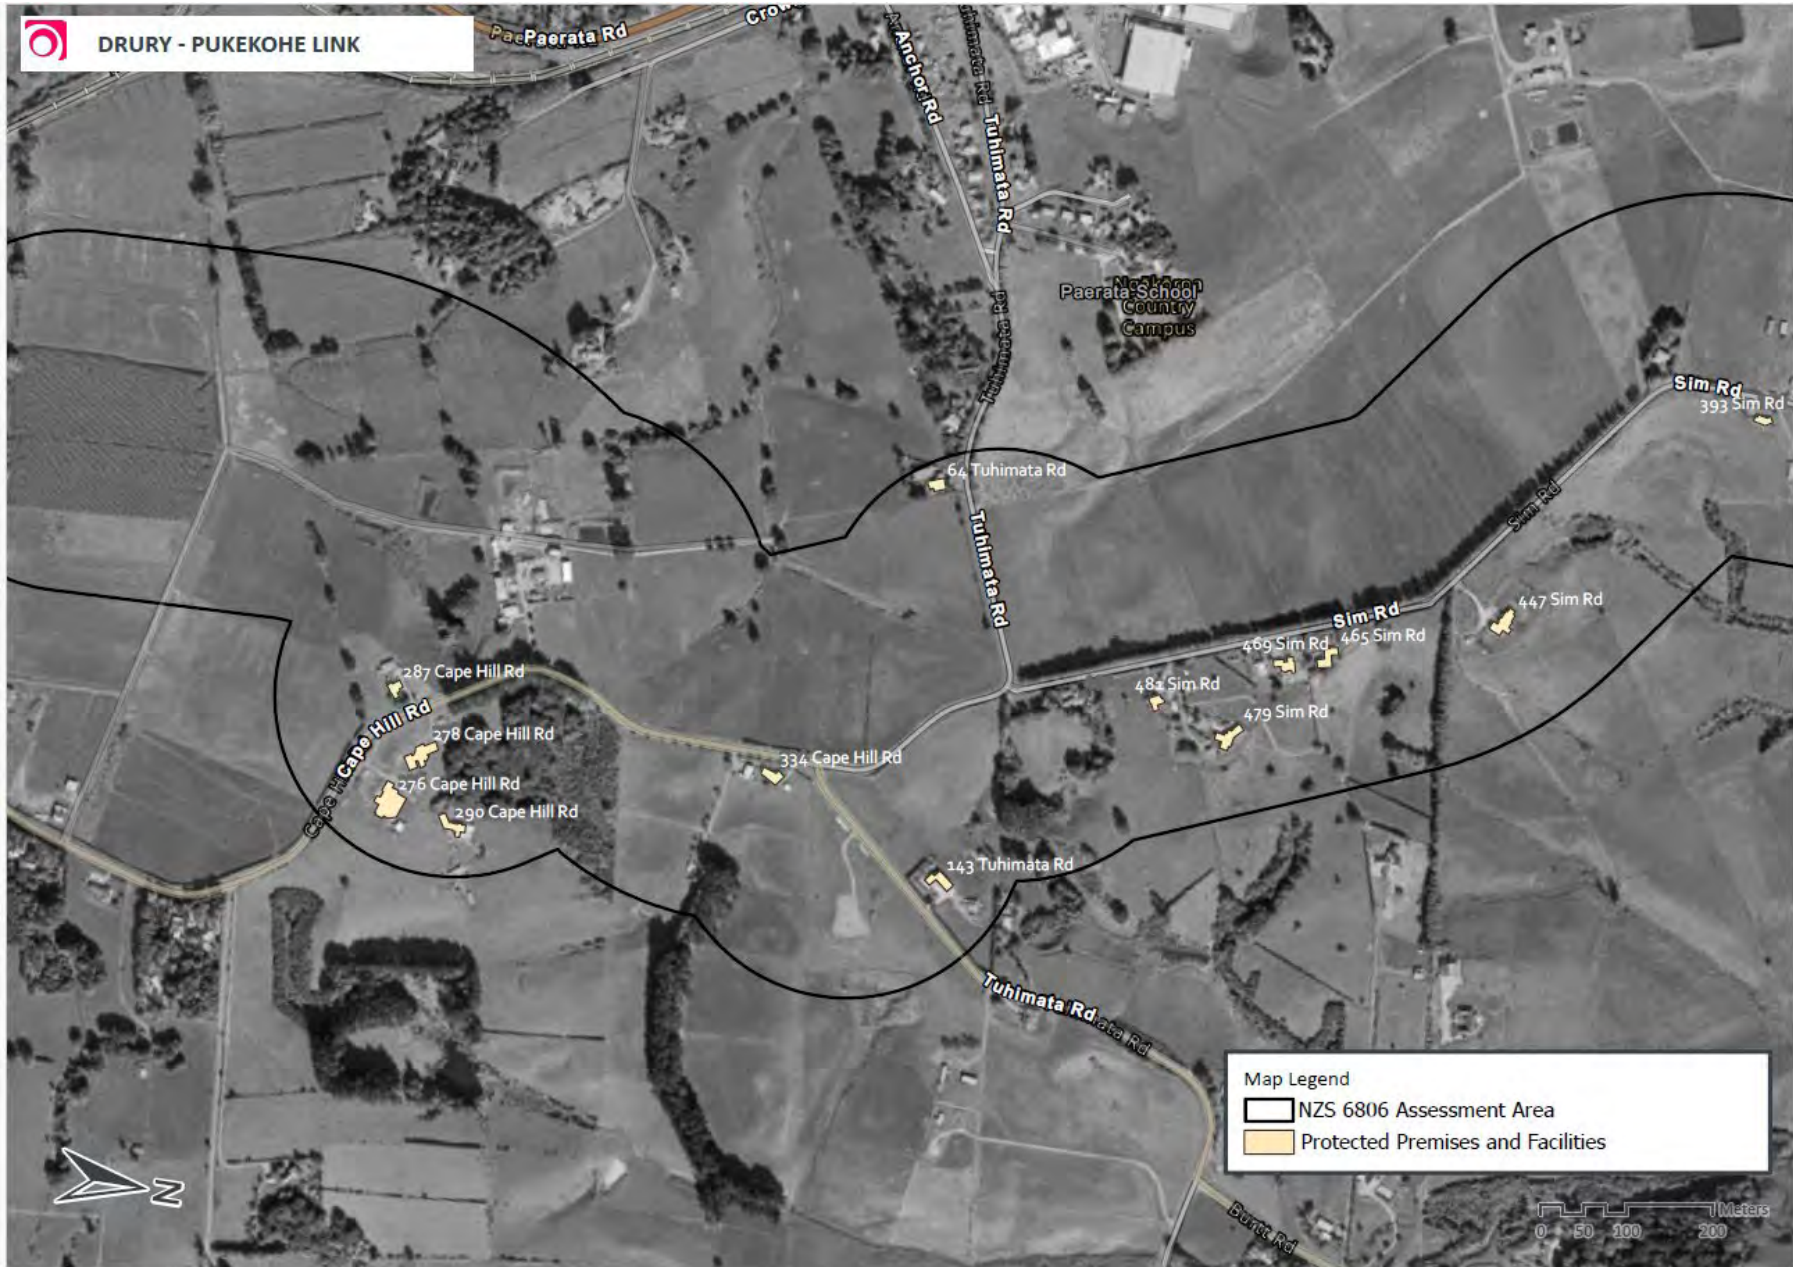 DRURY - PUKEKOHE LINK
Paerata Rd
Anchor Rd
Tuhimata Rd
Tuhimata Rd
Paerata School
Country
Campus
Tuhimata Rd
Sim Rd
393 Sim Rd
64 Tuhimata Rd
Sim Rd
Tuhimata Rd
447 Sim Rd
Sim Rd
465 Sim Rd
469 Sim Rd
287 Cape Hill Rd
481 Sim Rd
479 Sim Rd
Cape Hill Rd
278 Cape Hill Rd
334 Cape Hill Rd
276 Cape Hill Rd
290 Cape Hill Rd
143 Tuhimata Rd
Tuhimata Rd
Map Legend
NZS 6806 Assessment Area
Protected Premises and Facilities
N
Burtt Rd
Meters
0 50 100 200